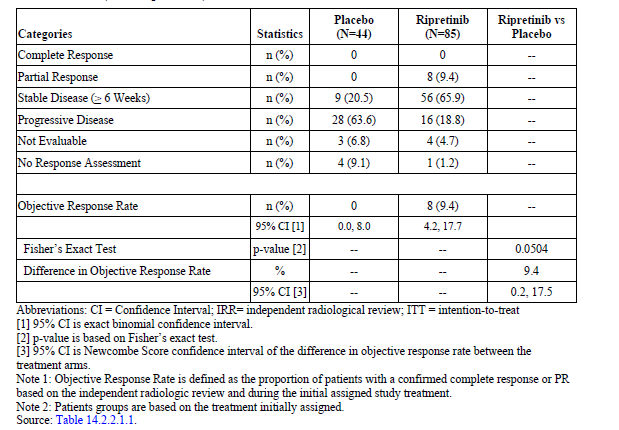 Categories Statistics Placebo (N=44) Ripretinib (N=85) Ripretinib vs Placebo
Complete Response n (%) 0 0 --
Partial Response n (%) 0 8 (9.4) --
Stable Disease (≥ 6 Weeks) n (%) 9 (20.5) 56 (65.9) --
Progressive Disease n (%) 28 (63.6) 16 (18.8) --
Not Evaluable n (%) 3 (6.8) 4 (4.7) --
No Response Assessment n (%) 4 (9.1) 1 (1.2) --
Objective Response Rate n (%) 0 8 (9.4) --
95% CI [1] 0.0, 8.0 4.2, 17.7
Fisher's Exact Test p-value [2] -- -- 0.0504
Difference in Objective Response Rate % -- -- 9.4
95% CI [3] -- -- 0.2, 17.5
Abbreviations: CI = Confidence Interval; IRR= independent radiological review; ITT = intention-to-treat
[1] 95% CI is exact binomial confidence interval.
[2] p-value is based on Fisher's exact test.
[3] 95% CI is Newcombe Score confidence interval of the difference in objective response rate between the
treatment arms.
Note 1: Objective Response Rate is defined as the proportion of patients with a confirmed complete response or PR
based on the independent radiologic review and during the initial assigned study treatment.
Note 2: Patients groups are based on the treatment initially assigned.
Source: Table 14.2.2.1.1.